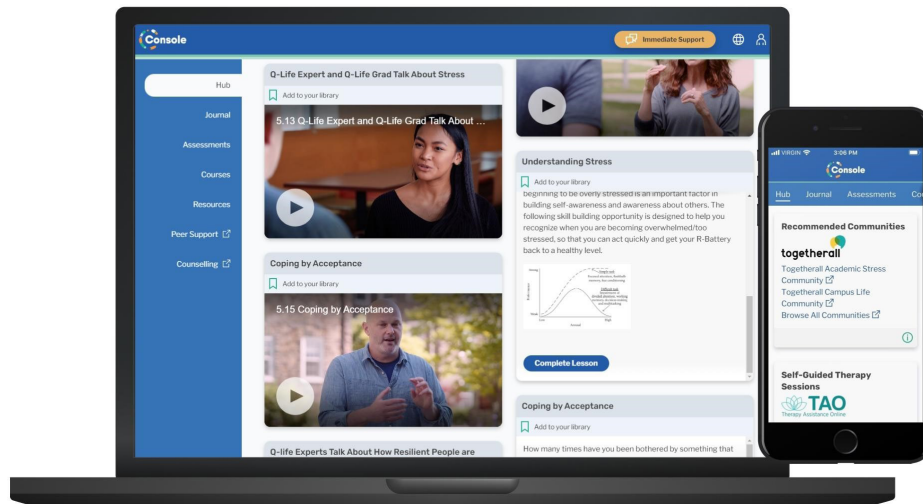 Console
Immediate Support
Hub
Journal
Assessments
Courses
Resources
Peer Support
Counselling
Q-Life Expert and Q-Life Grad Talk About Stress
Add to your library
5.13 Q-Life Expert and Q-Life Grad Talk About ...
Coping by Acceptance
Add to your library
5.15 Coping by Acceptance
Q-life Experts Talk About How Resilient People are
Understanding Stress
Add to your library
beginning to be overly stressed is an important factor in
building self-awareness and awareness about others. The
following skill building opportunity is designed to help you
recognize when you are becoming overwhelmed/too
stressed, so that you can act quickly and get your R-Battery
back to a healthy level.
Strong
Simple task
Weak
Low
High
Arousal
Complete Lesson
Coping by Acceptance
Add to your library
How many times have you been bothered by something that
VIRGIN
3:06 PM
Console
Hub
Journal
Assessments
Recommended Communities
togetherall
Togetherall Academic Stress
Community
Togetherall Campus Life
Community
Browse All Communities
Self-Guided Therapy
Sessions
TAO
Therapy Assistance Online